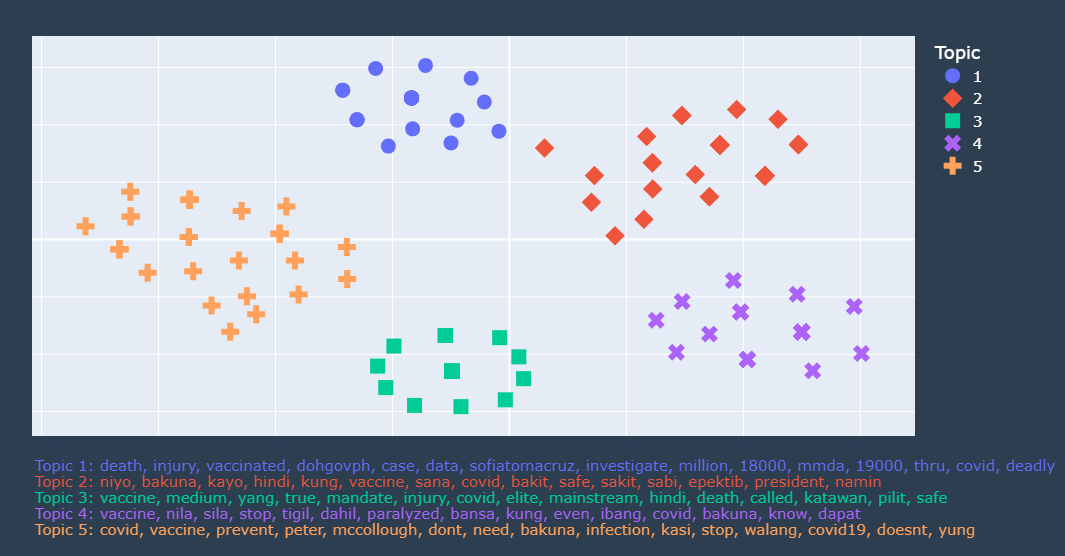 Topic
1
2
3
4
5
Topic 1: death, injury, vaccinated, dohgovph, case, data, sofiatomacruz, investigate, million, 18000, mmda, 19000, thru, covid, deadly
Topic 2: niyo, bakuna, kayo, hindi, kung, vaccine, sana, covid, bakit, safe, sakit, sabi, epektib, president, namin
Topic 3: vaccine, medium, yang, true, mandate, injury, covid, elite, mainstream, hindi, death, called, katawan, pilit, safe
Topic 4: vaccine, nila, sila, stop, tigil, dahil, paralyzed, bansa, kung, even, ibang, covid, bakuna, know, dapat
Topic 5: covid, vaccine, prevent, peter, mccollough, dont, need, bakuna, infection, kasi, stop, walang, covid19, doesnt, yung